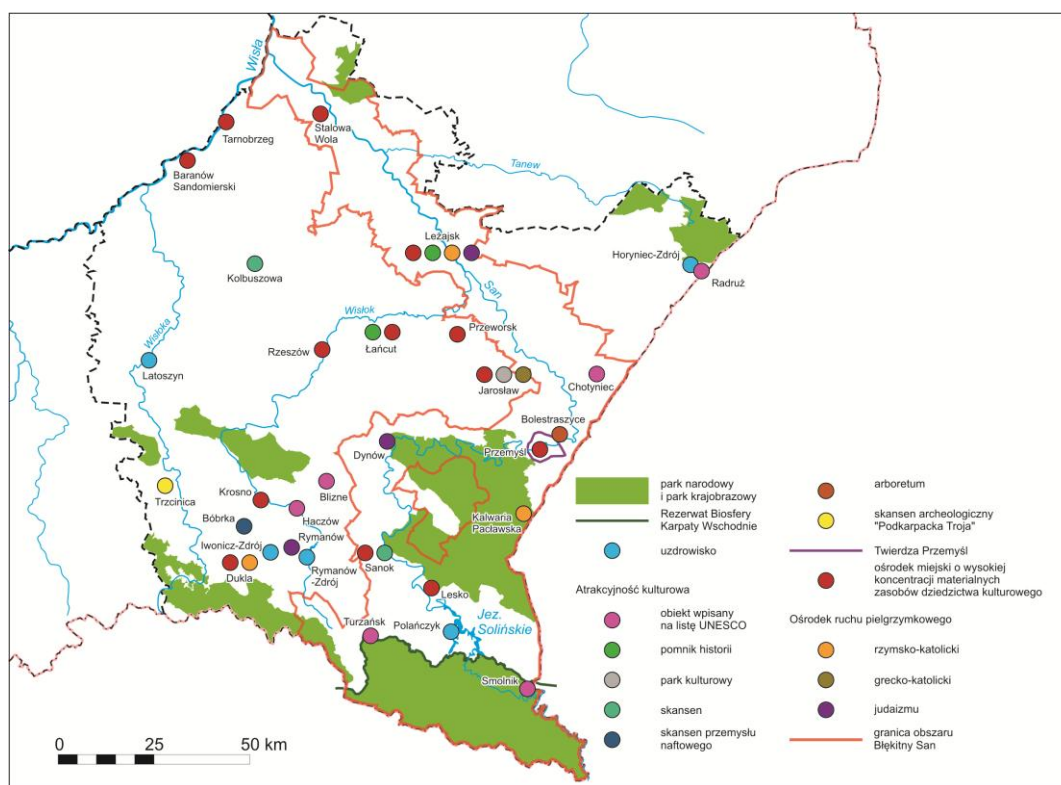 Wisła
Tarnobrzeg
Stalowa
Wola
Baranów
Sandomierski
Tanew
Leżajsk
San
Horyniec-Zdrój
Radruż
Kolbuszowa
Wisłoka
Wisłok
Przeworsk
Rzeszów
Łańcut
Latoszyn
Jarosław
Chotyniec
Bolestraszyce
Przemyśl
Dynów
Trzcinica
Krosno
Blizne
Bóbrka
Haczów
Kalwaria
Pacławska
Iwonicz-Zdrój
Rymanów
Rymanów
-Zdrój
Dukla
Sanok
Lesko
Turzańsk
Polańczyk
Jez.
Solińskie
Smolnik
0 25 50 km
park narodowy
i park krajobrazowy
Rezerwat Biosfery
Karpaty Wschodnie
uzdrowisko
Atrakcyjność kulturowa
obiekt wpisany
na listę UNESCO
pomnik historii
park kulturowy
skansen
skansen przemysłu
naftowego
arboretum
skansen archeologiczny
"Podkarpacka Troja"
Twierdza Przemyśl
ośrodek miejski o wysokiej
koncentracji materialnych
zasobów dziedzictwa kulturowego
Ośrodek ruchu pielgrzymkowego
rzymsko-katolicki
grecko-katolicki
judaizmu
granica obszaru
Błękitny San